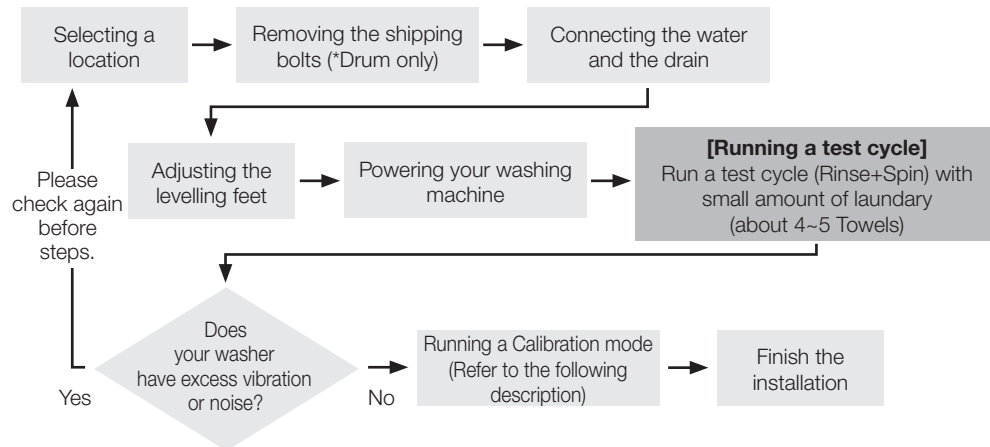 Selecting a
location
Removing the shipping
bolts (*Drum only)
Connecting the water
and the drain
Adjusting the
levelling feet
Powering your washing
machine
[Running a test cycle]
Run a test cycle (Rinse+Spin) with
small amount of laundary
(about 4~5 Towels)
Please
check again
before
steps.
Does
your washer
have excess vibration
or noise?
Yes
No
Running a Calibration mode
(Refer to the following
description)
Finish the
installation